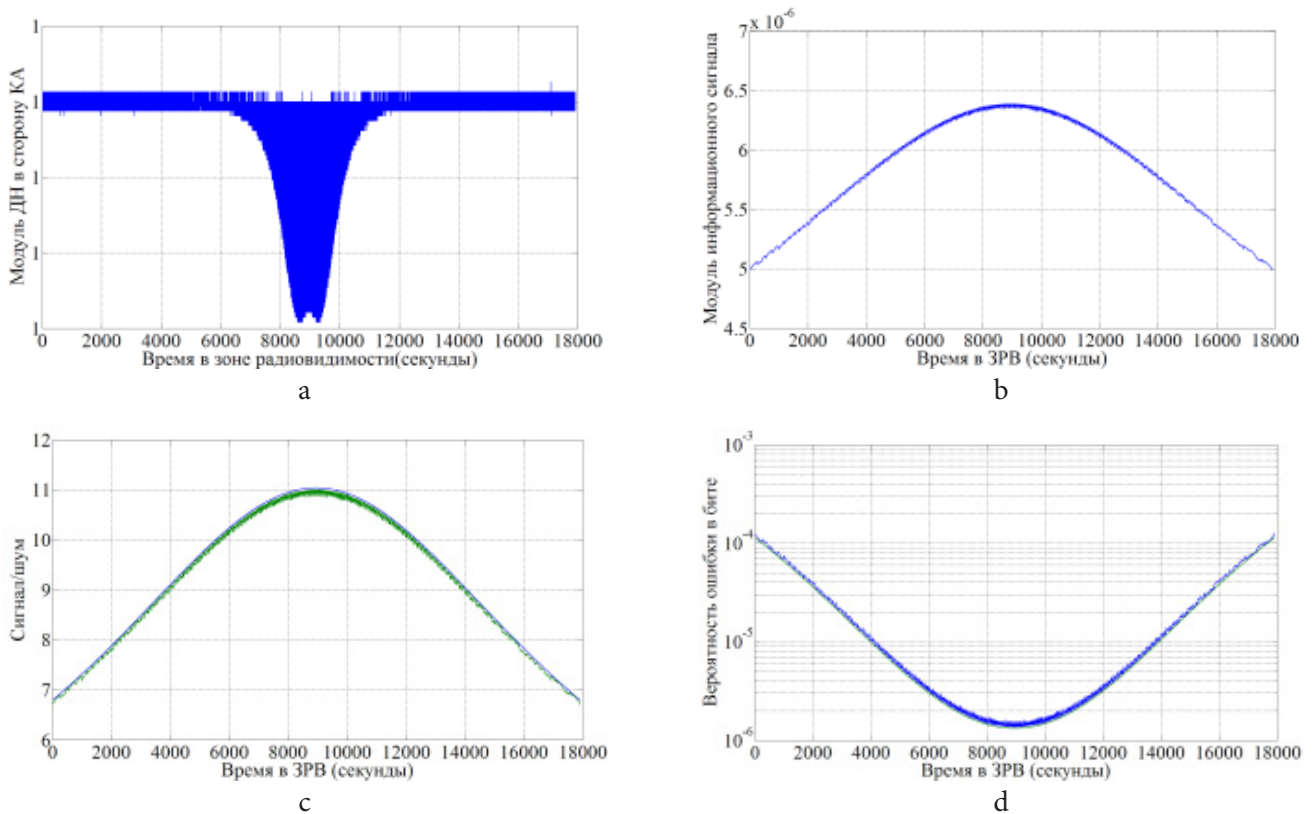 1
1
1
1
1
Модуль ДН в сторону КА
0 2000 4000 6000 8000 10000 12000 14000 16000 18000
Время в зоне радиовидимости(секунды)
a
x 10⁻⁶
7
6.5
6
5.5
5
4.5
Модуль информационного сигнала
0 2000 4000 6000 8000 10000 12000 14000 16000 18000
Время в ЗРВ (секунды)
b
12
11
10
9
8
7
6
Сигнал/шум
0 2000 4000 6000 8000 10000 12000 14000 16000 18000
Время в ЗРВ (секунды)
c
10⁻³
10⁻⁴
10⁻⁵
10⁻⁶
Вероятность ошибки в бите
0 2000 4000 6000 8000 10000 12000 14000 16000 18000
Время в ЗРВ (секунды)
d